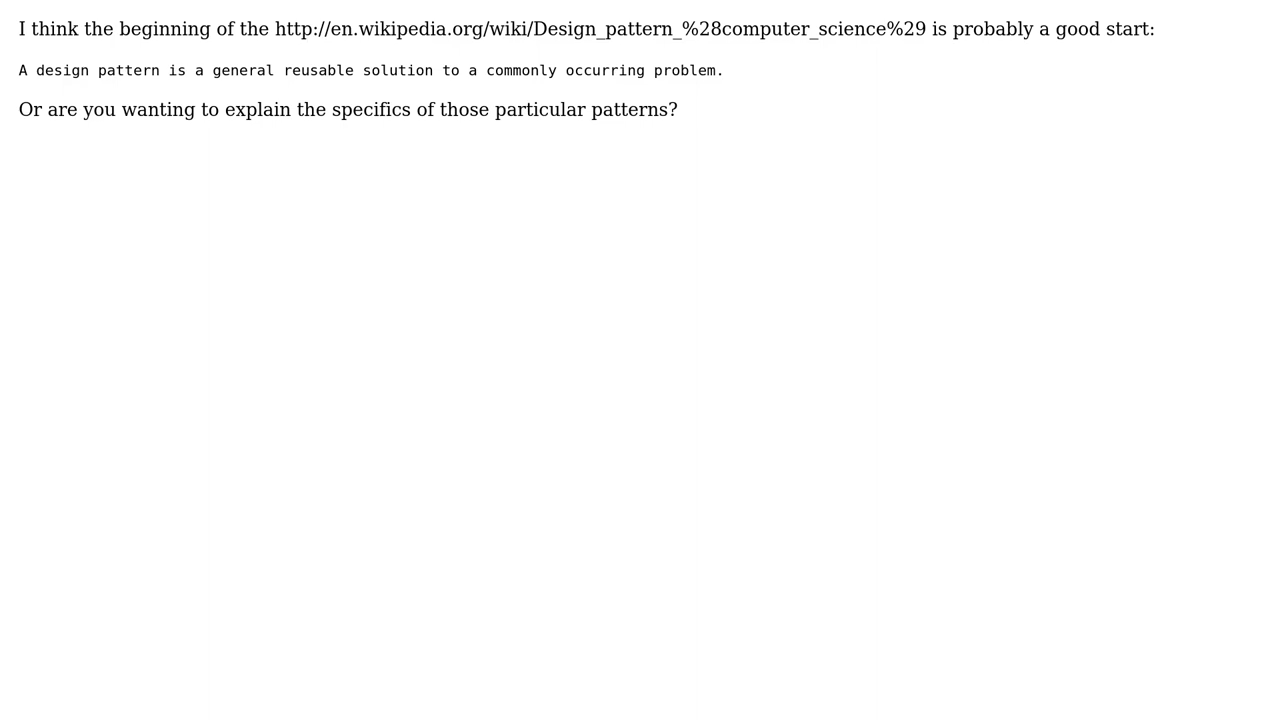 I think the beginning of the http://en.wikipedia.org/wiki/Design_pattern_%28computer_science%29 is probably a good start:
A design pattern is a general reusable solution to a commonly occurring problem.
Or are you wanting to explain the specifics of those particular patterns?